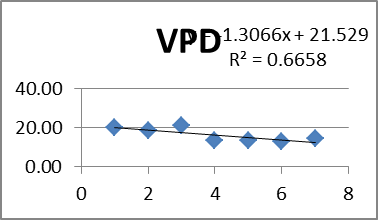 VPD
-1.3066x + 21.529
R² = 0.6658
40.00
20.00
0.00
0 2 4 6 8